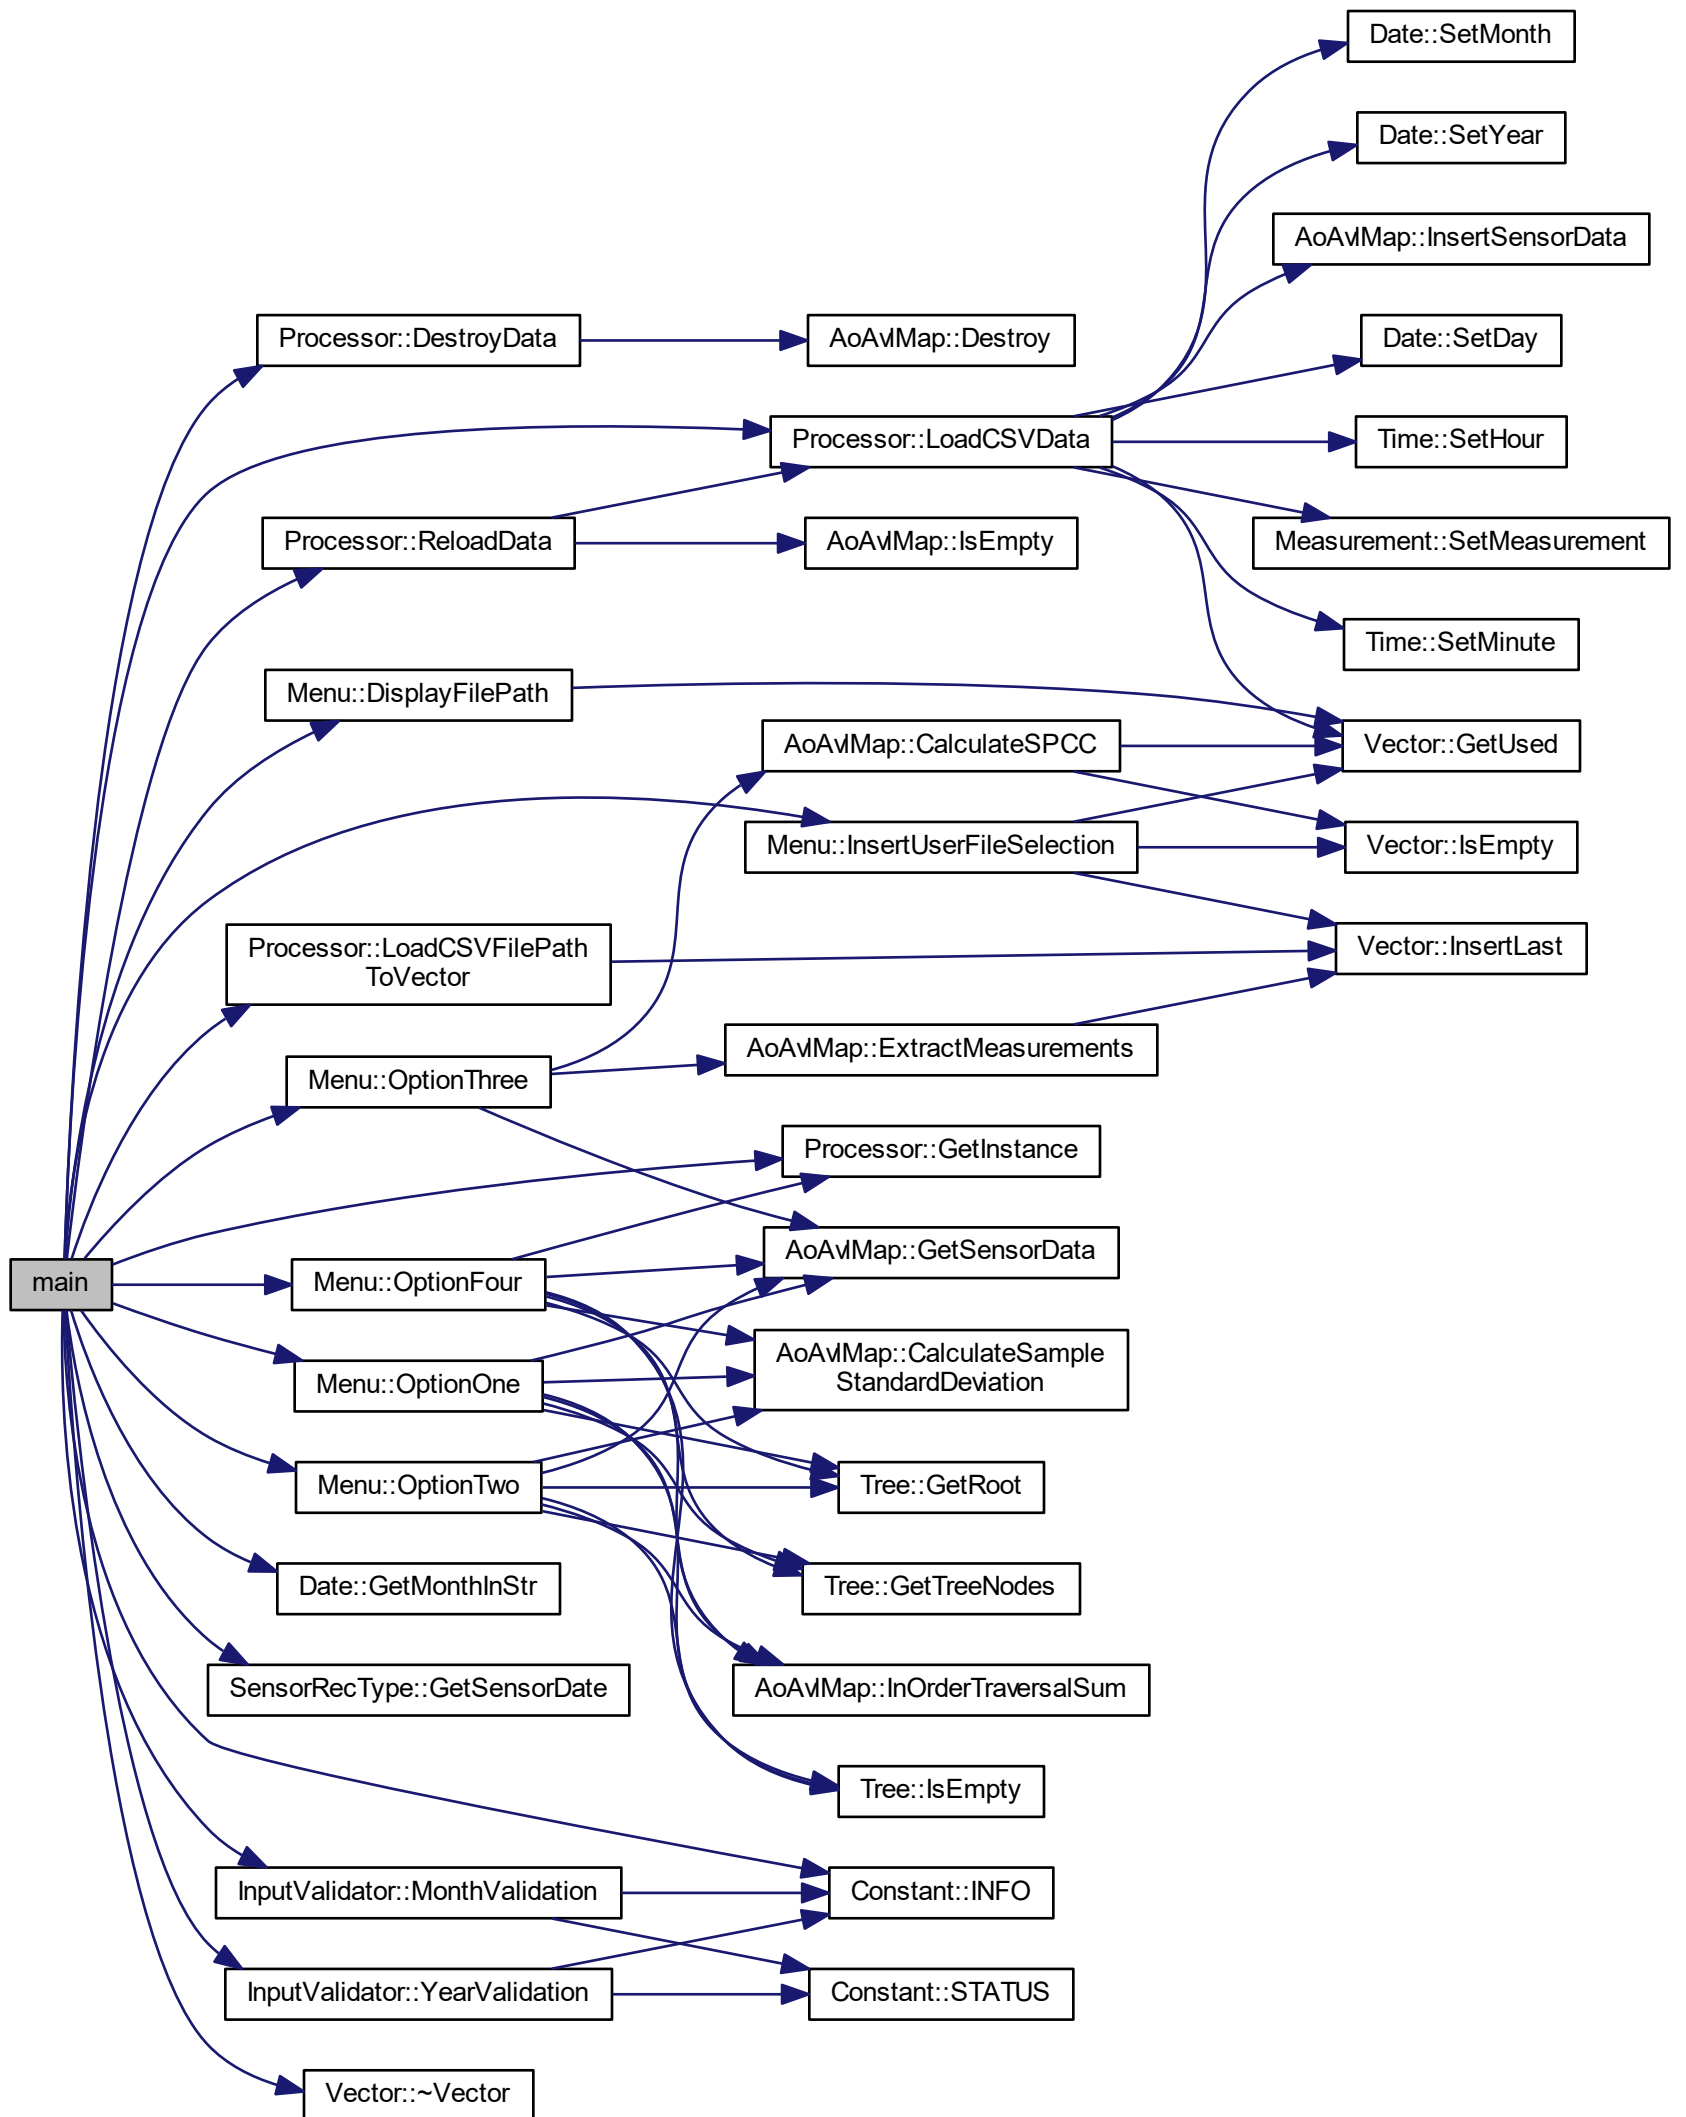 Date::SetMonth
Date::SetYear
AoAvlMap::InsertSensorData
Processor::DestroyData
AoAvlMap::Destroy
Date::SetDay
Processor::LoadCSVData
Time::SetHour
Processor::ReloadData
AoAvlMap::IsEmpty
Measurement::SetMeasurement
Time::SetMinute
Menu::DisplayFilePath
AoAvlMap::CalculateSPCC
Vector::GetUsed
Menu::InsertUserFileSelection
Vector::IsEmpty
Processor::LoadCSVFilePath
ToVector
Vector::InsertLast
Menu::OptionThree
AoAvlMap::ExtractMeasurements
Processor::GetInstance
AoAvlMap::GetSensorData
main
Menu::OptionFour
AoAvlMap::CalculateSample
StandardDeviation
Menu::OptionOne
Menu::OptionTwo
Tree::GetRoot
Date::GetMonthInStr
Tree::GetTreeNodes
SensorRecType::GetSensorDate
AoAvlMap::InOrderTraversalSum
Tree::IsEmpty
InputValidator::MonthValidation
Constant::INFO
InputValidator::YearValidation
Constant::STATUS
Vector::~Vector